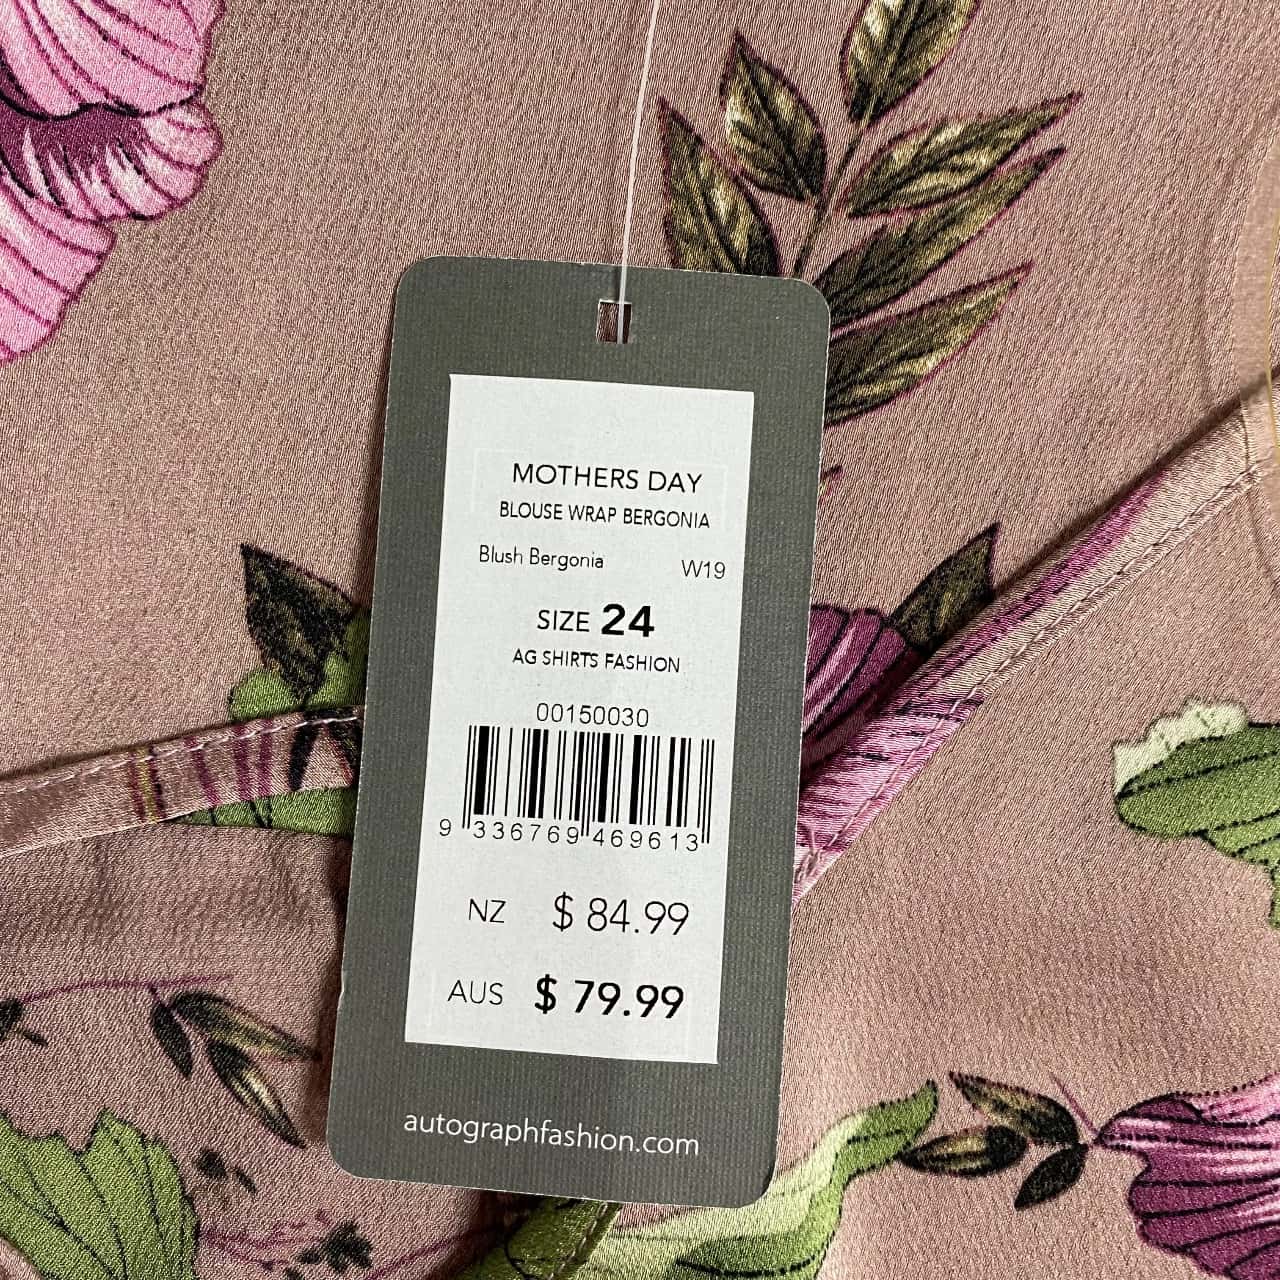 MOTHERS DAY
BLOUSE WRAP BERGONIA
Blush Bergonia W19
SIZE 24
AG SHIRTS FASHION
00150030
9 336769 469613
NZ $ 84.99
AUS $ 79.99
autographfashion.com